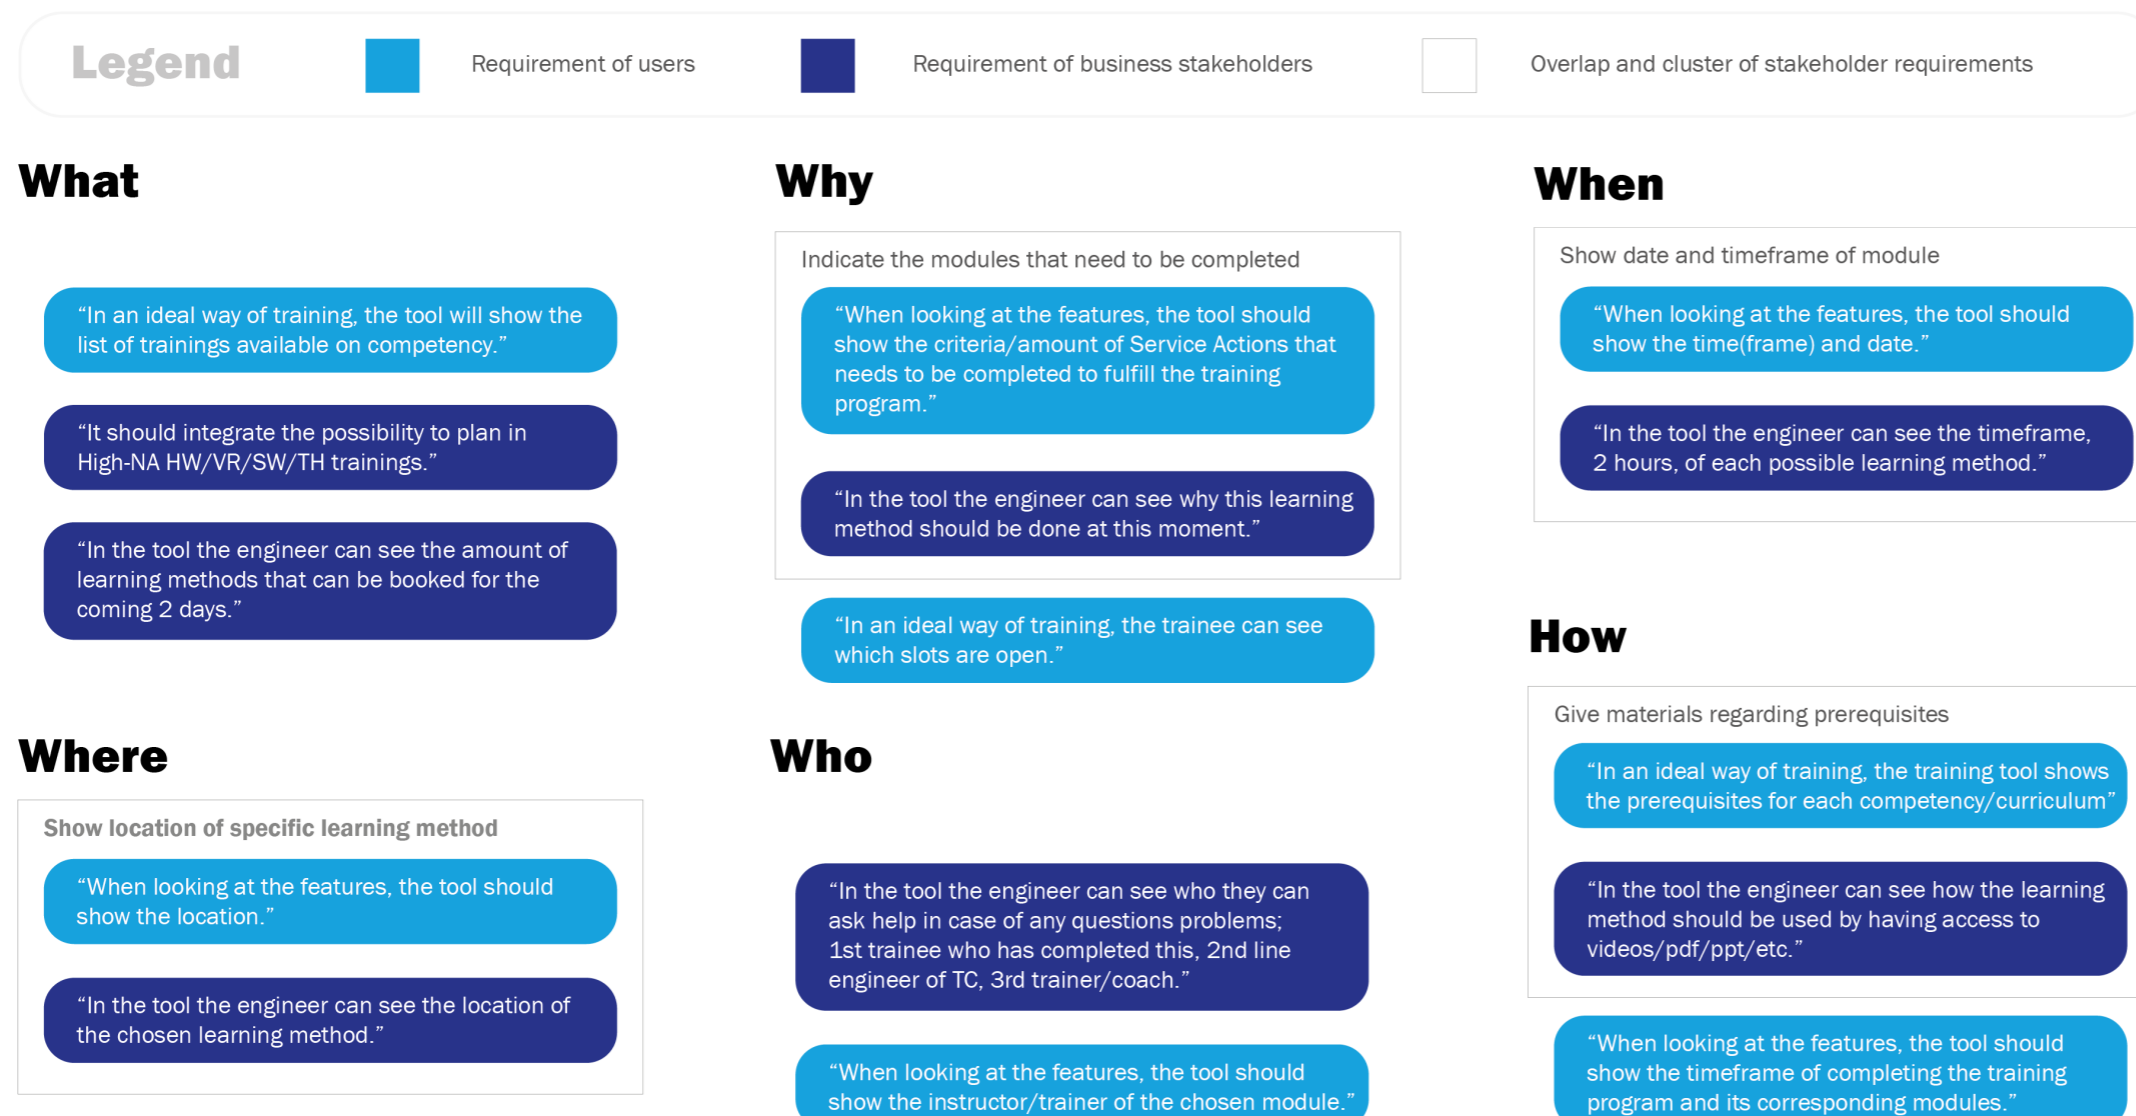 Legend
Requirement of users
Requirement of business stakeholders
Overlap and cluster of stakeholder requirements
What
“In an ideal way of training, the tool will show the
list of trainings available on competency.”
“It should integrate the possibility to plan in
High-NA HW/VR/SW/TH trainings.”
“In the tool the engineer can see the amount of
learning methods that can be booked for the
coming 2 days.”
Why
Indicate the modules that need to be completed
“When looking at the features, the tool should
show the criteria/amount of Service Actions that
needs to be completed to fulfill the training
program.”
“In the tool the engineer can see why this learning
method should be done at this moment.”
“In an ideal way of training, the trainee can see
which slots are open.”
When
Show date and timeframe of module
“When looking at the features, the tool should
show the time(frame) and date.”
“In the tool the engineer can see the timeframe,
2 hours, of each possible learning method.”
Where
Show location of specific learning method
“When looking at the features, the tool should
show the location.”
“In the tool the engineer can see the location of
the chosen learning method.”
Who
“In the tool the engineer can see who they can
ask help in case of any questions problems;
1st trainee who has completed this, 2nd line
engineer of TC, 3rd trainer/coach.”
“When looking at the features, the tool should
show the instructor/trainer of the chosen module.”
How
Give materials regarding prerequisites
“In an ideal way of training, the training tool shows
the prerequisites for each competency/curriculum”
“In the tool the engineer can see how the learning
method should be used by having access to
videos/pdf/ppt/etc.”
“When looking at the features, the tool should
show the timeframe of completing the training
program and its corresponding modules.”